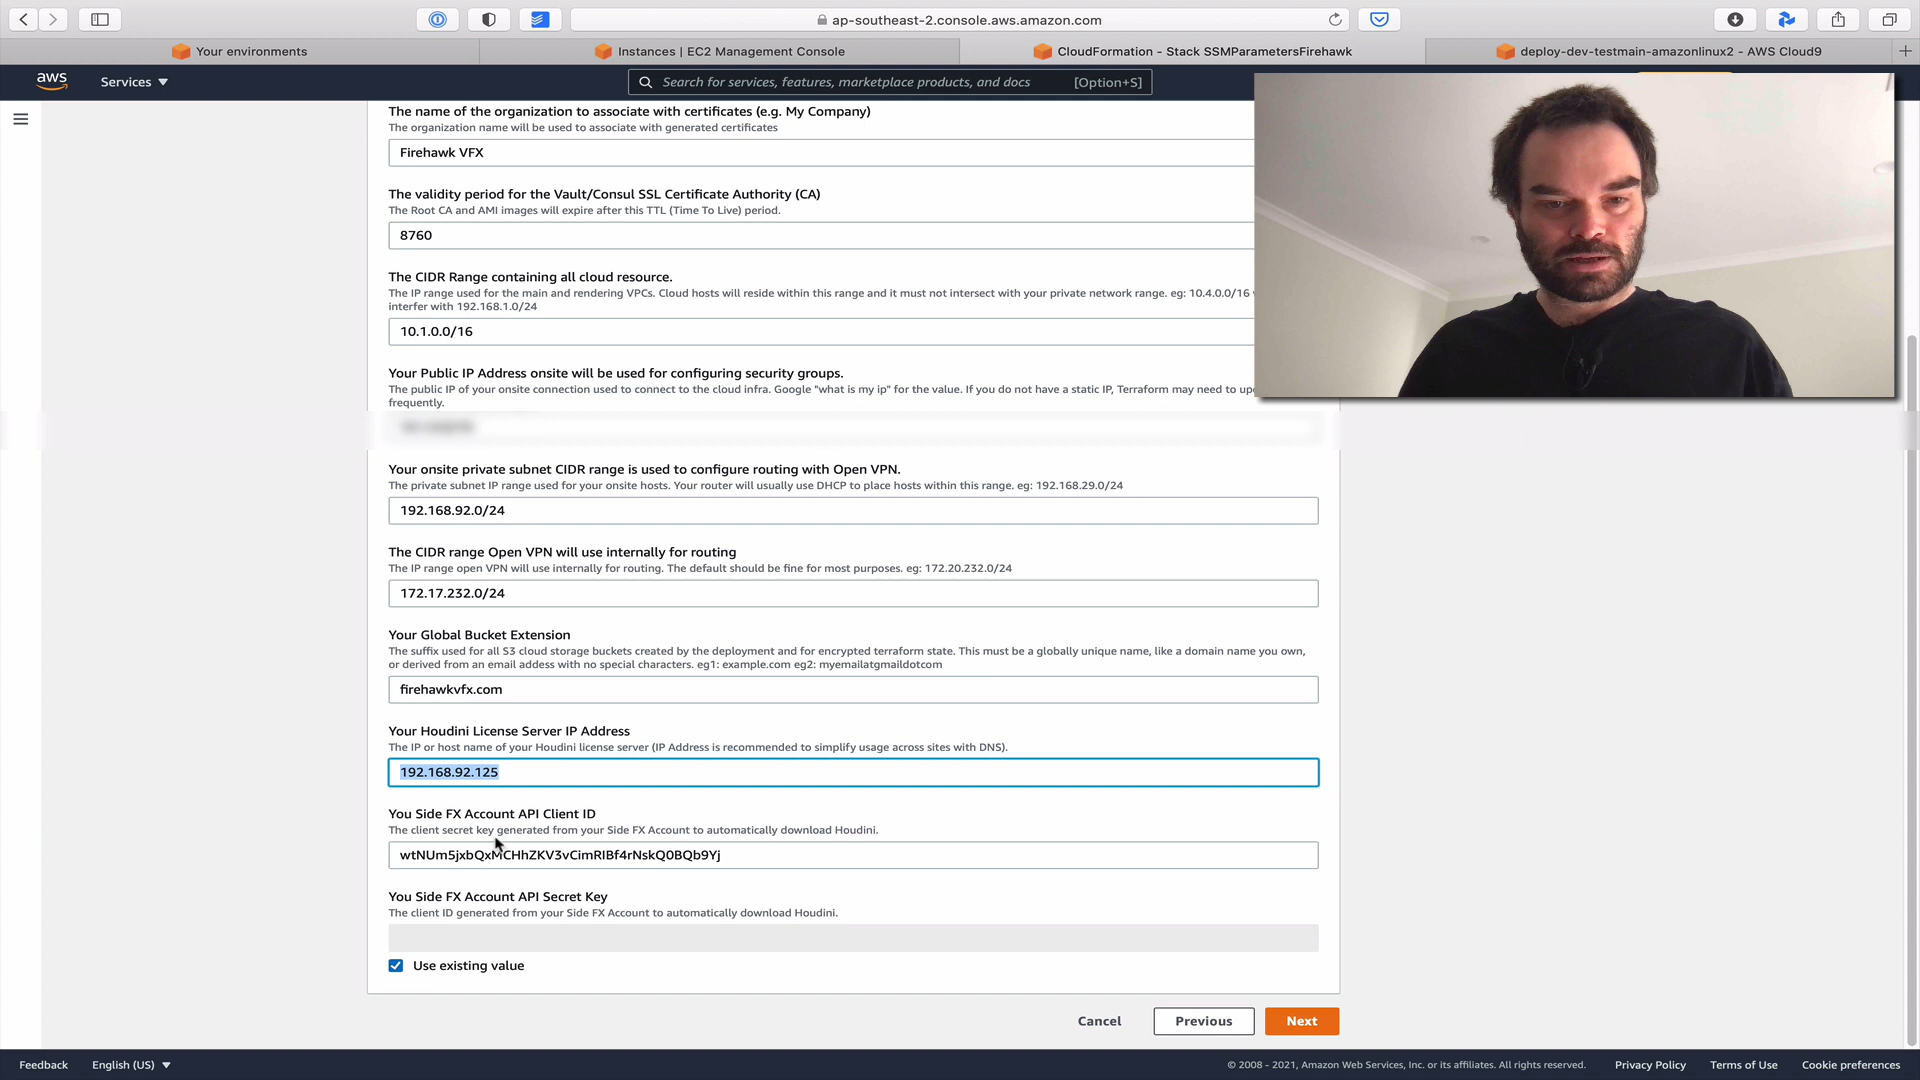 ap-southeast-2.console.aws.amazon.com
Your environments
Instances | EC2 Management Console
CloudFormation - Stack SSMParametersFirehawk
deploy-dev-testmain-amazonlinux2 - AWS Cloud9
aws
Services
Search for services, features, marketplace products, and docs
[Option+S]
The name of the organization to associate with certificates (e.g. My Company)
The organization name will be used to associate with generated certificates
Firehawk VFX
The validity period for the Vault/Consul SSL Certificate Authority (CA)
The Root CA and AMI images will expire after this TTL (Time To Live) period.
8760
The CIDR Range containing all cloud resource.
The IP range used for the main and rendering VPCs. Cloud hosts will reside within this range and it must not intersect with your private network range. eg: 10.4.0.0/16
interfer with 192.168.1.0/24
10.1.0.0/16
Your Public IP Address onsite will be used for configuring security groups.
The public IP of your onsite connection used to connect to the cloud infra. Google "what is my ip" for the value. If you do not have a static IP, Terraform may need to
frequently.
Your onsite private subnet CIDR range is used to configure routing with Open VPN.
The private subnet IP range used for your onsite hosts. Your router will usually use DHCP to place hosts within this range. eg: 192.168.29.0/24
192.168.92.0/24
The CIDR range Open VPN will use internally for routing
The IP range open VPN will use internally for routing. The default should be fine for most purposes. eg: 172.20.232.0/24
172.17.232.0/24
Your Global Bucket Extension
The suffix used for all S3 cloud storage buckets created by the deployment and for encrypted terraform state. This must be a globally unique name, like a domain name you own,
or derived from an email addess with no special characters. eg1: example.com eg2: myemailatgmaildotcom
firehawkvfx.com
Your Houdini License Server IP Address
The IP or host name of your Houdini license server (IP Address is recommended to simplify usage across sites with DNS).
192.168.92.125
You Side FX Account API Client ID
The client secret key generated from your Side FX Account to automatically download Houdini.
wtNUm5jxbQxMCHhZKV3vCimRIBf4rNskQ0BQb9Yj
You Side FX Account API Secret Key
The client ID generated from your Side FX Account to automatically download Houdini.
Use existing value
Cancel
Previous
Next
Feedback
English (US)
© 2008 - 2021, Amazon Web Services, Inc. or its affiliates. All rights reserved.
Privacy Policy
Terms of Use
Cookie preferences